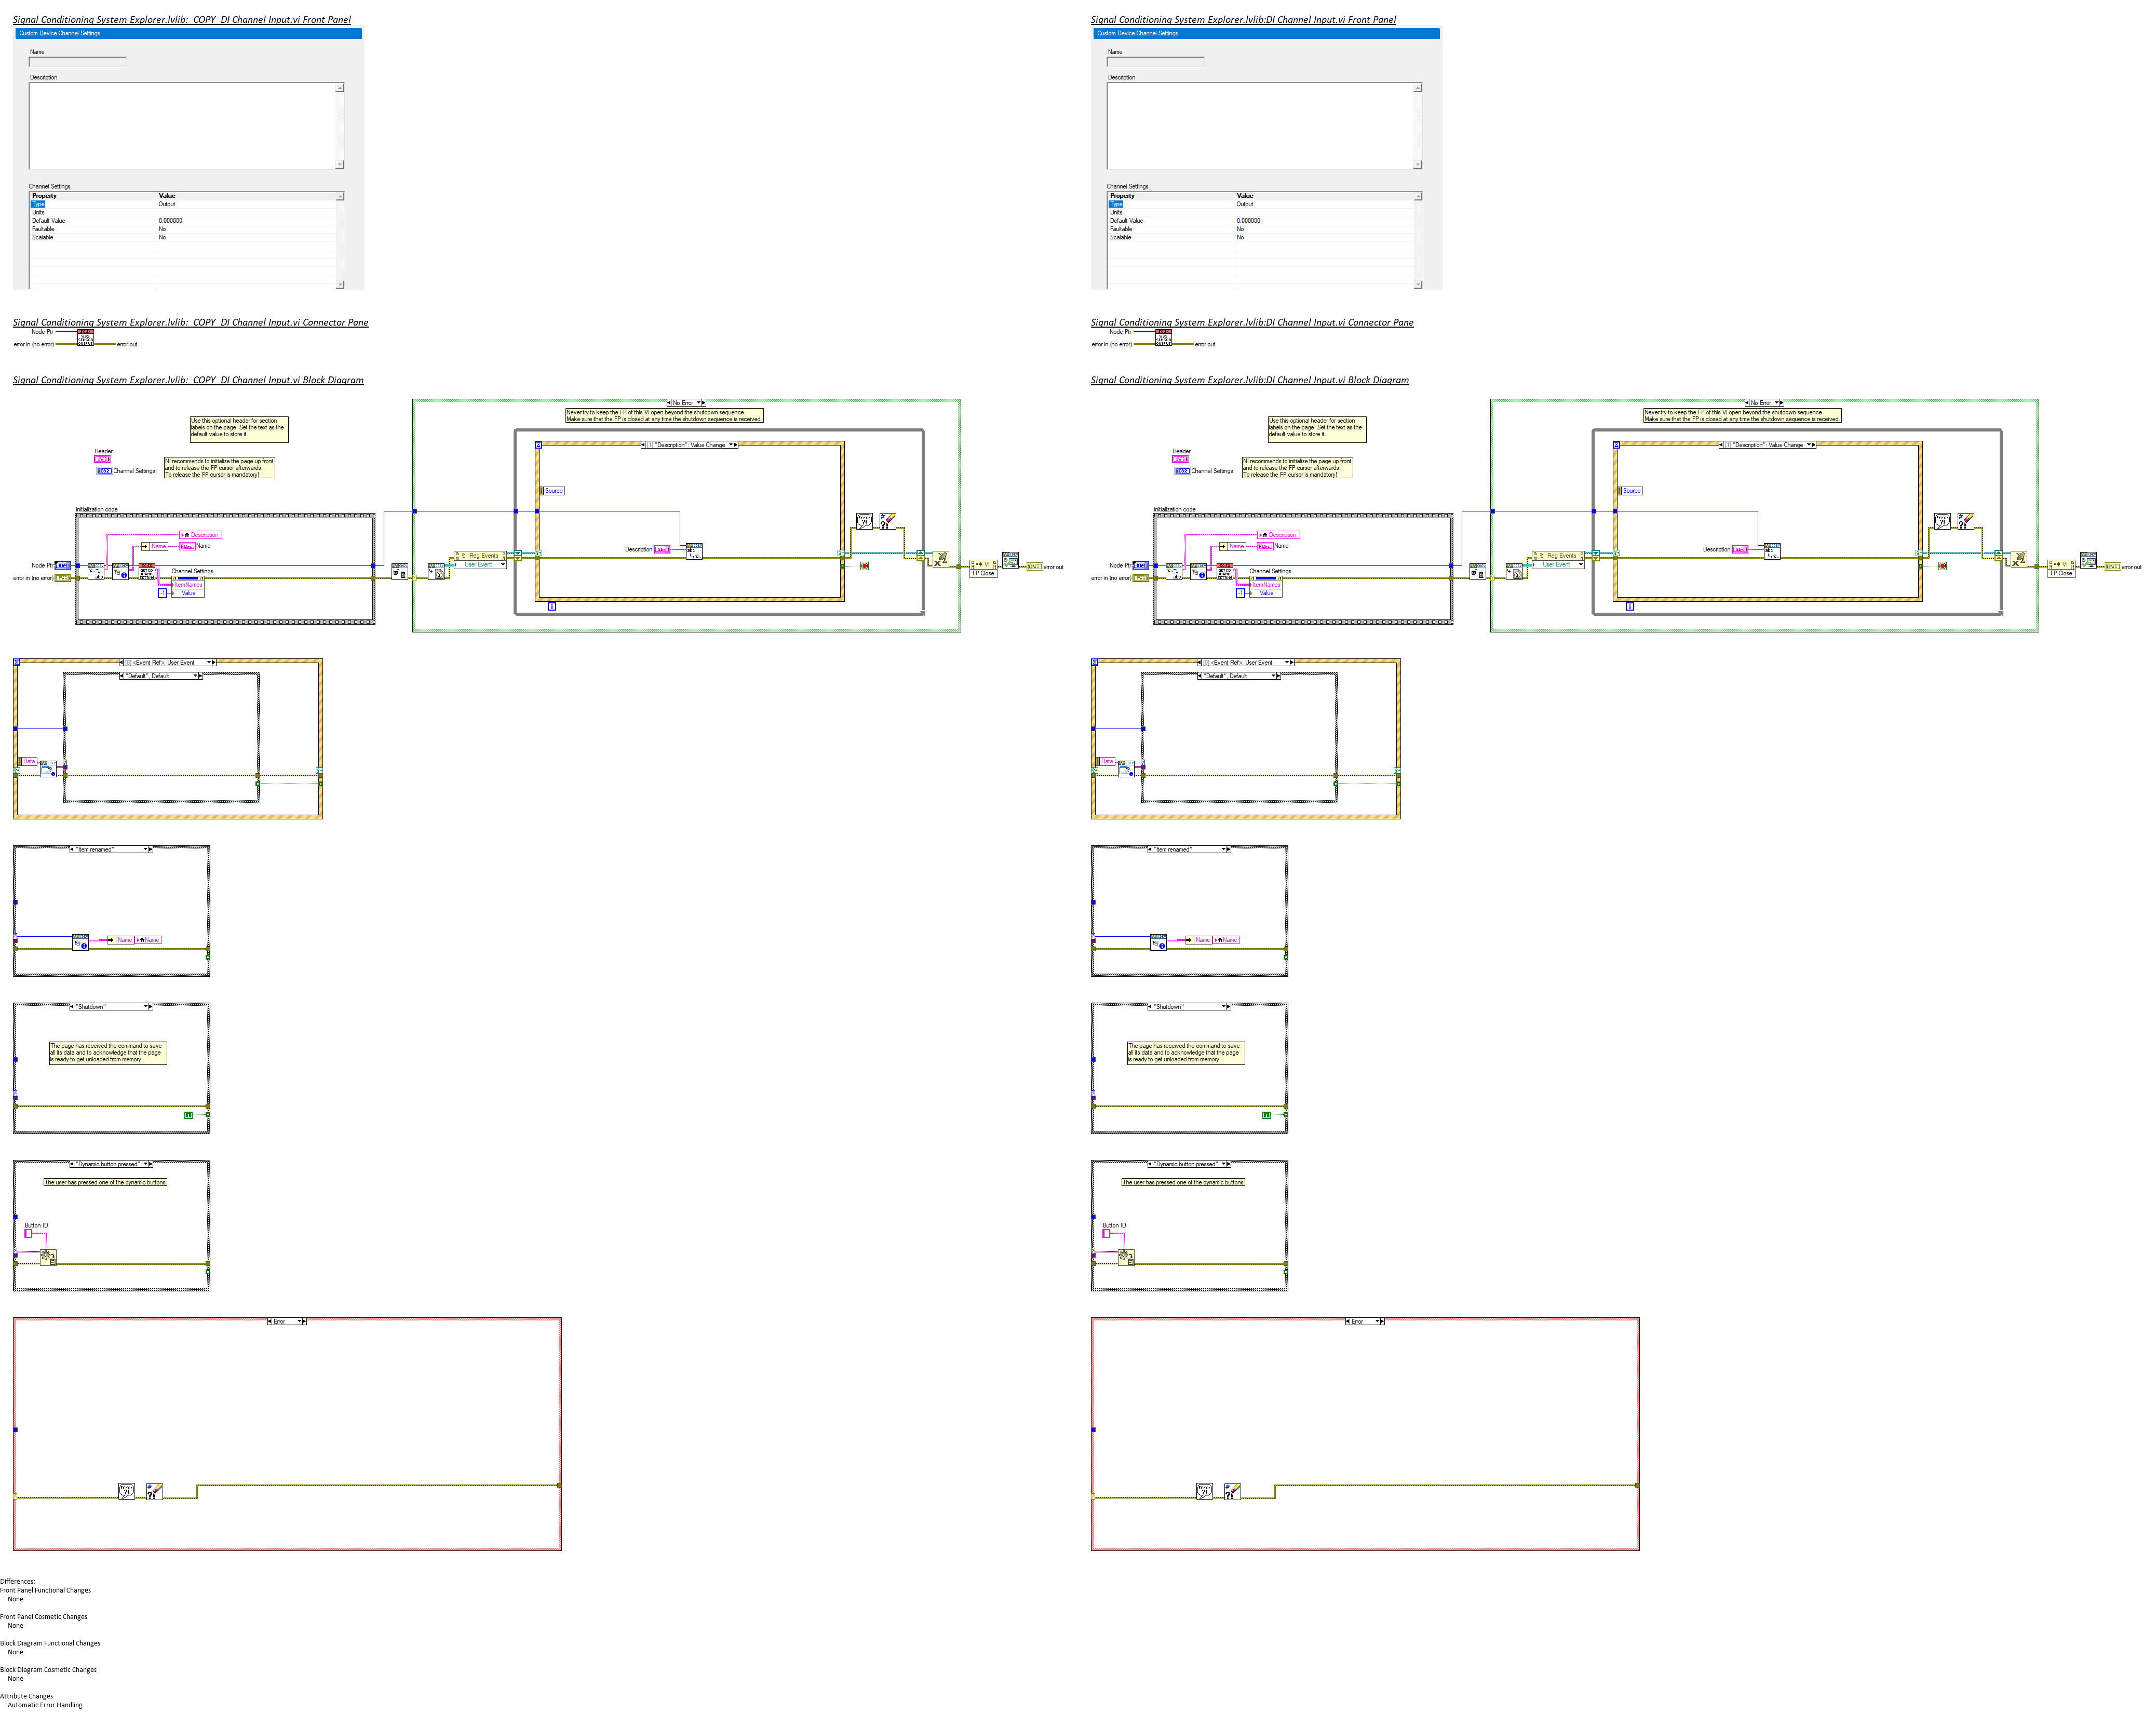 Signal Conditioning System Explorer.lvlib:_COPY_DI Channel Input.vi Front Panel
Custom Device Channel Settings
Name
Description
Channel Settings
Property Value
Type Output
Units
Default Value 0.000000
Faultable No
Scalable No
Signal Conditioning System Explorer.lvlib:_COPY_DI Channel Input.vi Connector Pane
Node Ptr
error in (no error)
error out
Signal Conditioning System Explorer.lvlib:_COPY_DI Channel Input.vi Block Diagram
Use this optional header for section
labels on the page. Set the text as the
default value to store it.
Header
Channel Settings
NI recommends to initialize the page up front
and to release the FP cursor afterwards.
To release the FP cursor is mandatory!
Initialization code
Description
Name
Name
Node Ptr
error in (no error)
Channel Settings
ItemNames
-1
Value
Reg Events
User Event
No Error
Never try to keep the FP of this VI open beyond the shutdown sequence.
Make sure that the FP is closed at any time the shutdown sequence is received.
[1] "Description": Value Change
Source
Description
abc
i
VI
FP.Close
error out
[0] <Event Ref>: User Event
"Default", Default
Data
"Item renamed"
Name
Name
"Shutdown"
The page has received the command to save
all its data and to acknowledge that the page
is ready to get unloaded from memory.
"Dynamic button pressed"
The user has pressed one of the dynamic buttons
Button ID
Error
Signal Conditioning System Explorer.lvlib:DI Channel Input.vi Front Panel
Custom Device Channel Settings
Name
Description
Channel Settings
Property Value
Type Output
Units
Default Value 0.000000
Faultable No
Scalable No
Signal Conditioning System Explorer.lvlib:DI Channel Input.vi Connector Pane
Node Ptr
error in (no error)
error out
Signal Conditioning System Explorer.lvlib:DI Channel Input.vi Block Diagram
Use this optional header for section
labels on the page. Set the text as the
default value to store it.
Header
Channel Settings
NI recommends to initialize the page up front
and to release the FP cursor afterwards.
To release the FP cursor is mandatory!
Initialization code
Description
Name
Name
Node Ptr
error in (no error)
Channel Settings
ItemNames
-1
Value
Reg Events
User Event
No Error
Never try to keep the FP of this VI open beyond the shutdown sequence.
Make sure that the FP is closed at any time the shutdown sequence is received.
[1] "Description": Value Change
Source
Description
abc
i
VI
FP.Close
error out
[0] <Event Ref>: User Event
"Default", Default
Data
"Item renamed"
Name
Name
"Shutdown"
The page has received the command to save
all its data and to acknowledge that the page
is ready to get unloaded from memory.
"Dynamic button pressed"
The user has pressed one of the dynamic buttons
Button ID
Error
Differences:
Front Panel Functional Changes
None
Front Panel Cosmetic Changes
None
Block Diagram Functional Changes
None
Block Diagram Cosmetic Changes
None
Attribute Changes
Automatic Error Handling